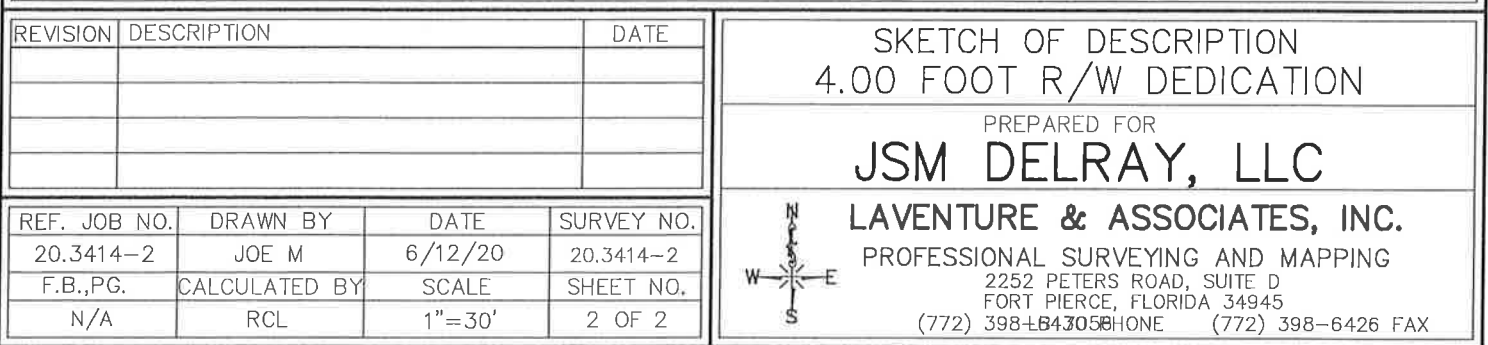 REVISION DESCRIPTION DATE
REF. JOB NO. DRAWN BY DATE SURVEY NO.
20.3414-2 JOE M 6/12/20 20.3414-2
F.B.,PG. CALCULATED BY SCALE SHEET NO.
N/A RCL 1"=30' 2 OF 2
SKETCH OF DESCRIPTION
4.00 FOOT R/W DEDICATION
PREPARED FOR
JSM DELRAY, LLC
N
W E
S
LAVENTURE & ASSOCIATES, INC.
PROFESSIONAL SURVEYING AND MAPPING
2252 PETERS ROAD, SUITE D
FORT PIERCE, FLORIDA 34945
(772) (772) 398-6426 FAX